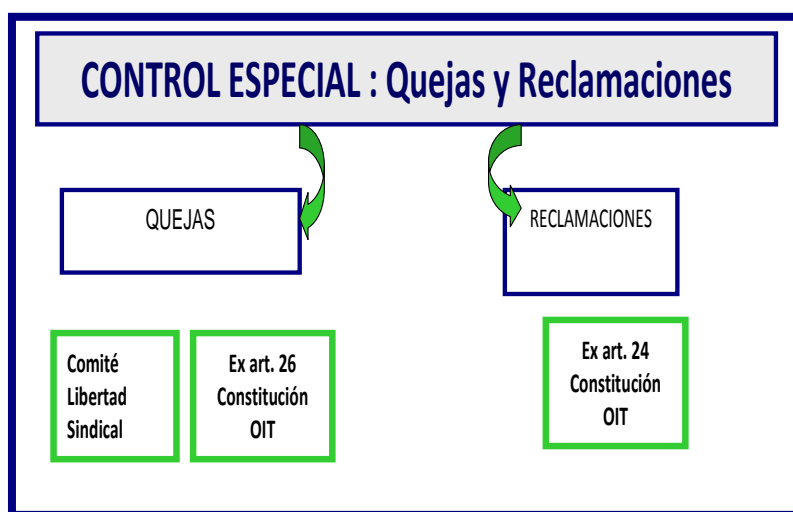 CONTROL ESPECIAL : Quejas y Reclamaciones
QUEJAS
RECLAMACIONES
Comité
Libertad
Sindical
Ex art. 26
Constitución
OIT
Ex art. 24
Constitución
OIT